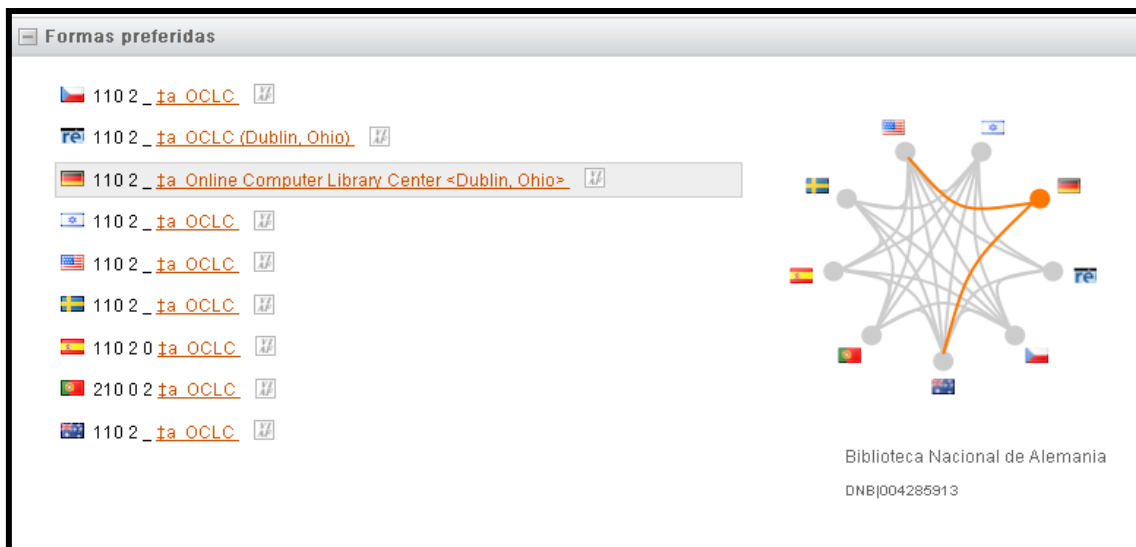 Formas preferidas
110 2 _ ‡a OCLC
ré 110 2 _ ‡a OCLC (Dublin, Ohio)
110 2 _ ‡a Online Computer Library Center <Dublin, Ohio>
110 2 _ ‡a OCLC
110 2 _ ‡a OCLC
110 2 _ ‡a OCLC
110 2 0 ‡a OCLC
210 0 2 ‡a OCLC
110 2 _ ‡a OCLC
ré
Biblioteca Nacional de Alemania
DNB|004285913